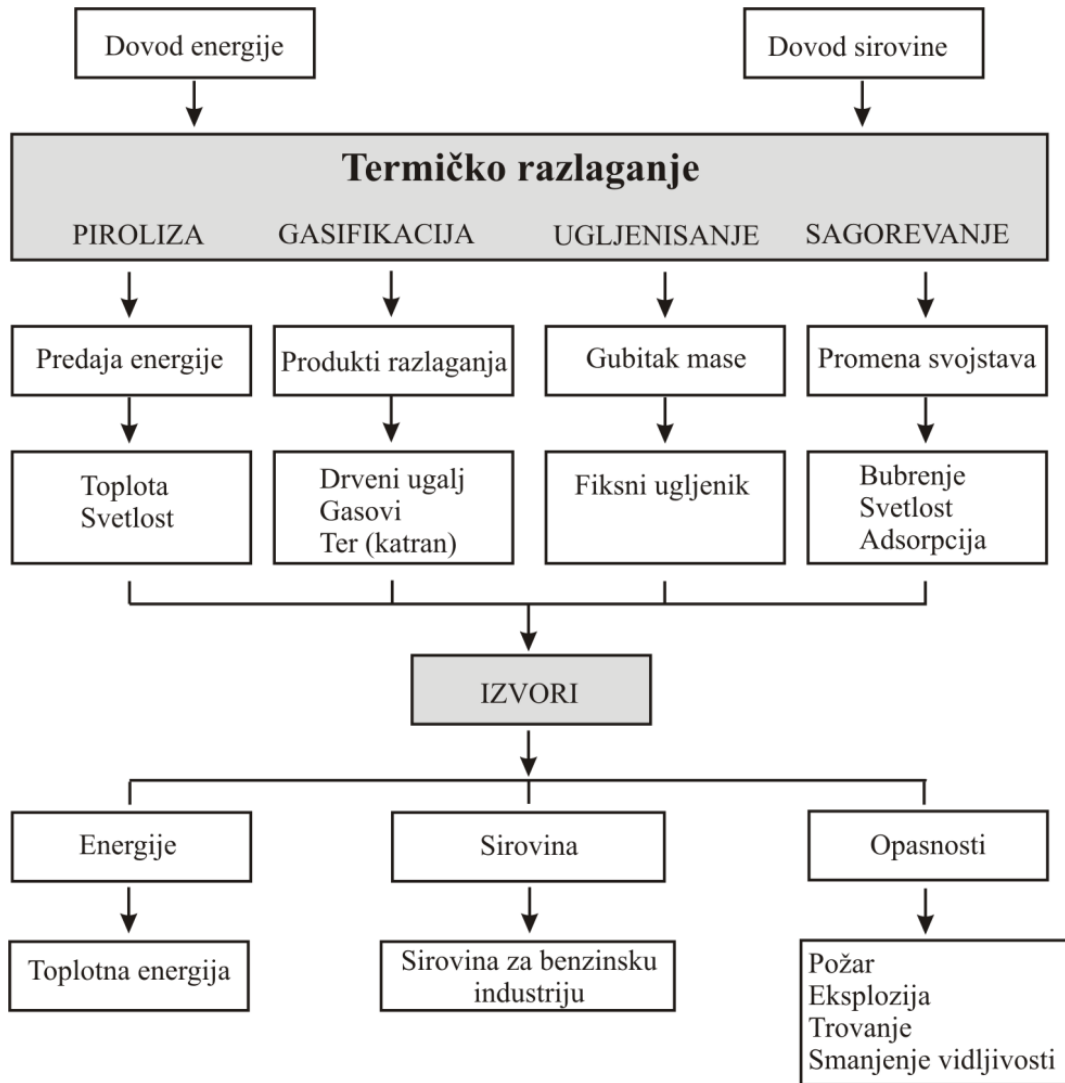 Dovod energije
Dovod sirovine
Termičko razlaganje
PIROLIZA
GASIFIKACIJA
UGLJENISANJE
SAGOREVANJE
Predaja energije
Produkti razlaganja
Gubitak mase
Promena svojstava
Toplota
Svetlost
Drveni ugalj
Gasovi
Ter (katran)
Fiksni ugljenik
Bubrenje
Svetlost
Adsorpcija
IZVORI
Energije
Sirovina
Opasnosti
Toplotna energija
Sirovina za benzinsku
industriju
Požar
Eksplozija
Trovanje
Smanjenje vidljivosti